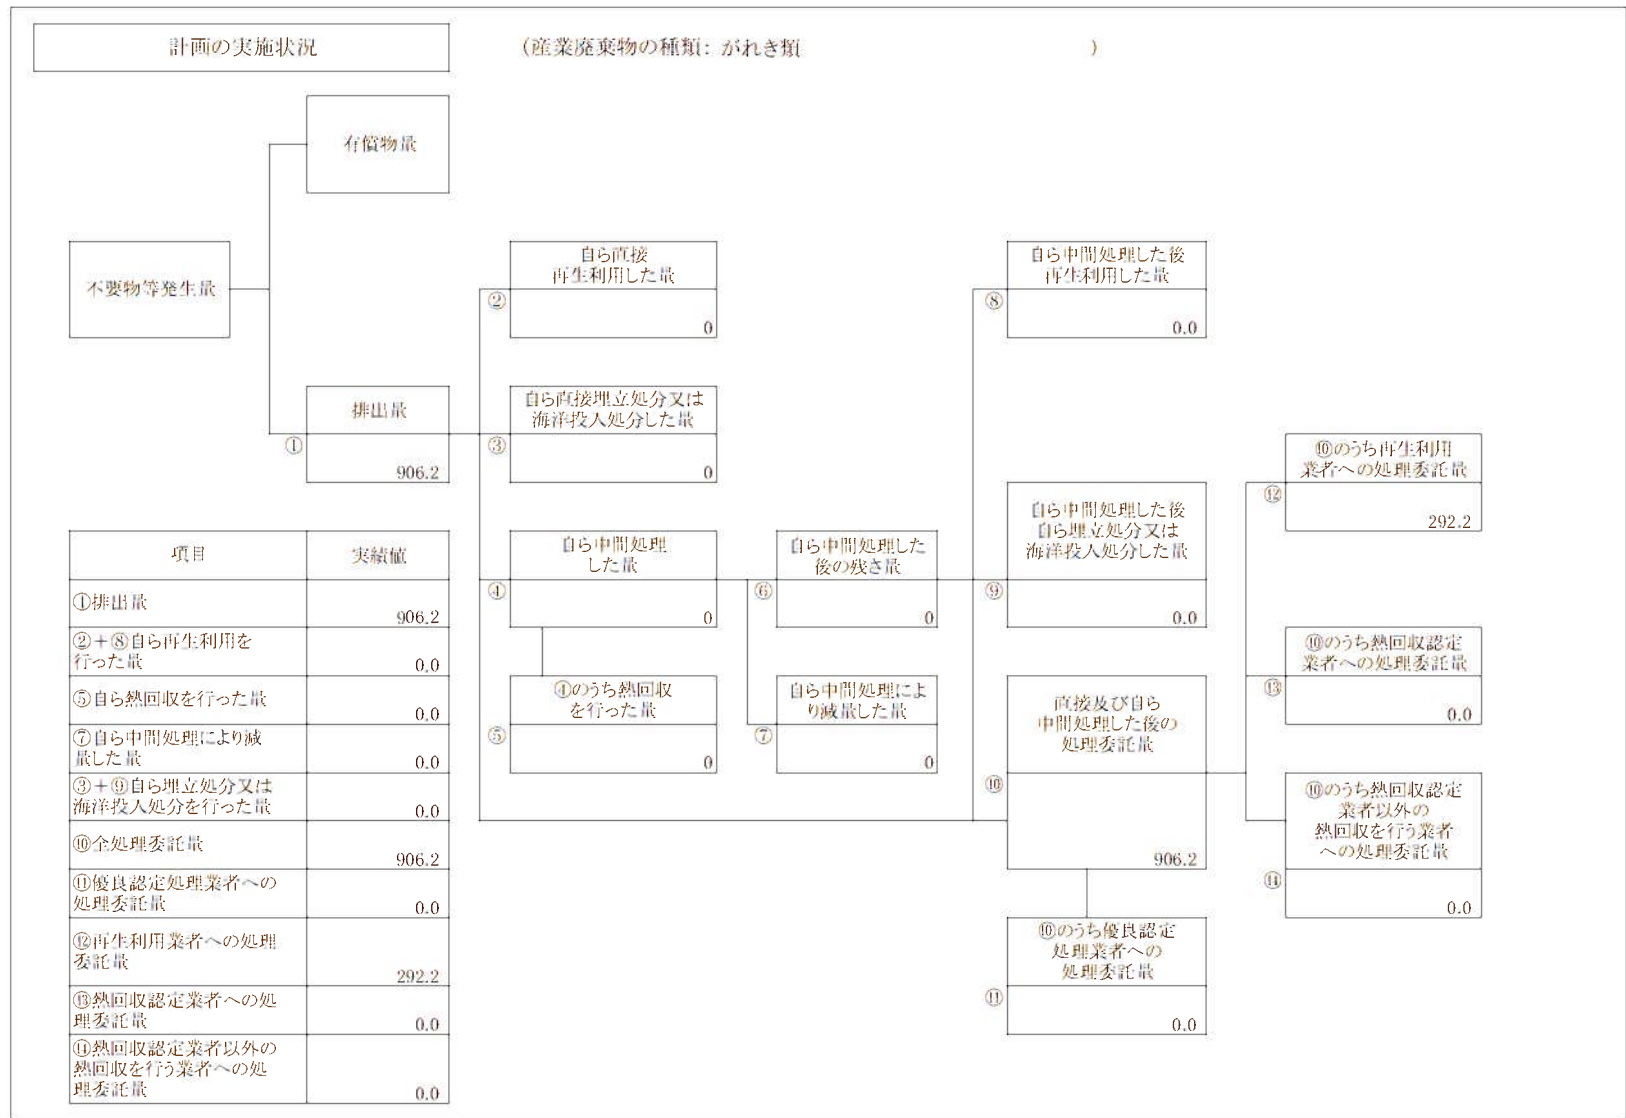 計画の実施状況
(産業廃棄物の種類: がれき類 )
有償物量
不要物等発生量
自ら直接
再生利用した量
②
0
自ら中間処理した後
再生利用した量
⑧
0.0
排出量
①
906.2
自ら直接埋立処分又は
海洋投入処分した量
③
0
⑩のうち再生利用
業者への処理委託量
⑫
292.2
自ら中間処理
した量
④
0
自ら中間処理した
後の残さ量
⑥
0
自ら中間処理した後
自ら埋立処分又は
海洋投入処分した量
⑨
0.0
⑩のうち熱回収認定
業者への処理委託量
⑬
0.0
④のうち熱回収
を行った量
⑤
0
自ら中間処理によ
り減量した量
⑦
0
直接及び自ら
中間処理した後の
処理委託量
⑩
906.2
⑩のうち熱回収認定
業者以外の
熱回収を行う業者
への処理委託量
⑭
0.0
⑩のうち優良認定
処理業者への
処理委託量
⑪
0.0
項目 実績値
①排出量
906.2
②+⑧自ら再生利用を
行った量
0.0
⑤自ら熱回収を行った量
0.0
⑦自ら中間処理により減
量した量
0.0
③+⑨自ら埋立処分又は
海洋投入処分を行った量
0.0
⑩全処理委託量
906.2
⑪優良認定処理業者への
処理委託量
0.0
⑫再生利用業者への処理
委託量
292.2
⑬熱回収認定業者への処
理委託量
0.0
⑭熱回収認定業者以外の
熱回収を行う業者への処
理委託量
0.0